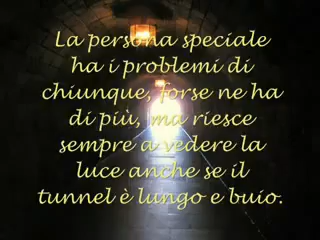 La persona speciale
ha i problemi di
chiunque, forse ne ha
di più, ma riesce
sempre a vedere la
luce anche se il
tunnel è lungo e buio.